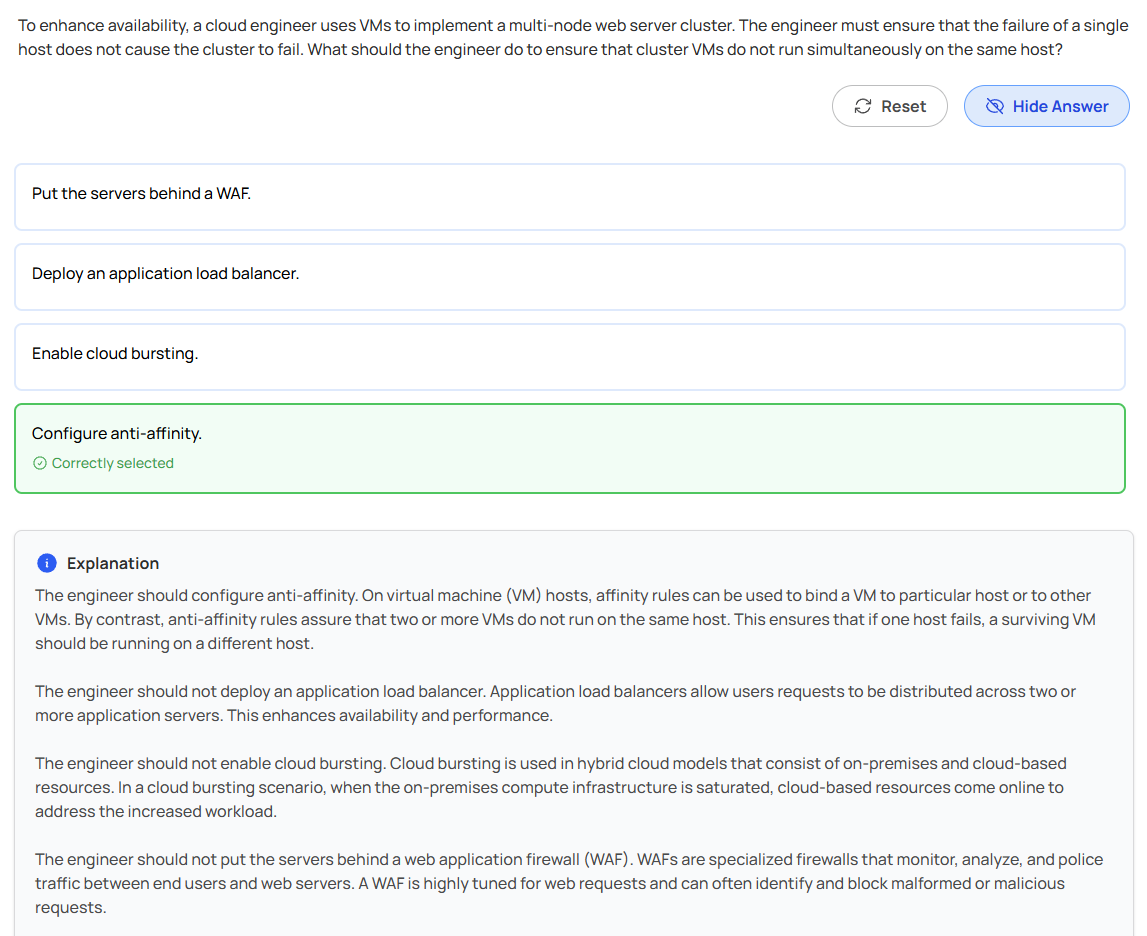 To enhance availability, a cloud engineer uses VMs to implement a multi-node web server cluster. The engineer must ensure that the failure of a single
host does not cause the cluster to fail. What should the engineer do to ensure that cluster VMs do not run simultaneously on the same host?
Reset
Hide Answer
Put the servers behind a WAF.
Deploy an application load balancer.
Enable cloud bursting.
Configure anti-affinity.
Correctly selected
Explanation
The engineer should configure anti-affinity. On virtual machine (VM) hosts, affinity rules can be used to bind a VM to particular host or to other
VMs. By contrast, anti-affinity rules assure that two or more VMs do not run on the same host. This ensures that if one host fails, a surviving VM
should be running on a different host.
The engineer should not deploy an application load balancer. Application load balancers allow users requests to be distributed across two or
more application servers. This enhances availability and performance.
The engineer should not enable cloud bursting. Cloud bursting is used in hybrid cloud models that consist of on-premises and cloud-based
resources. In a cloud bursting scenario, when the on-premises compute infrastructure is saturated, cloud-based resources come online to
address the increased workload.
The engineer should not put the servers behind a web application firewall (WAF). WAFs are specialized firewalls that monitor, analyze, and police
traffic between end users and web servers. A WAF is highly tuned for web requests and can often identify and block malformed or malicious
requests.